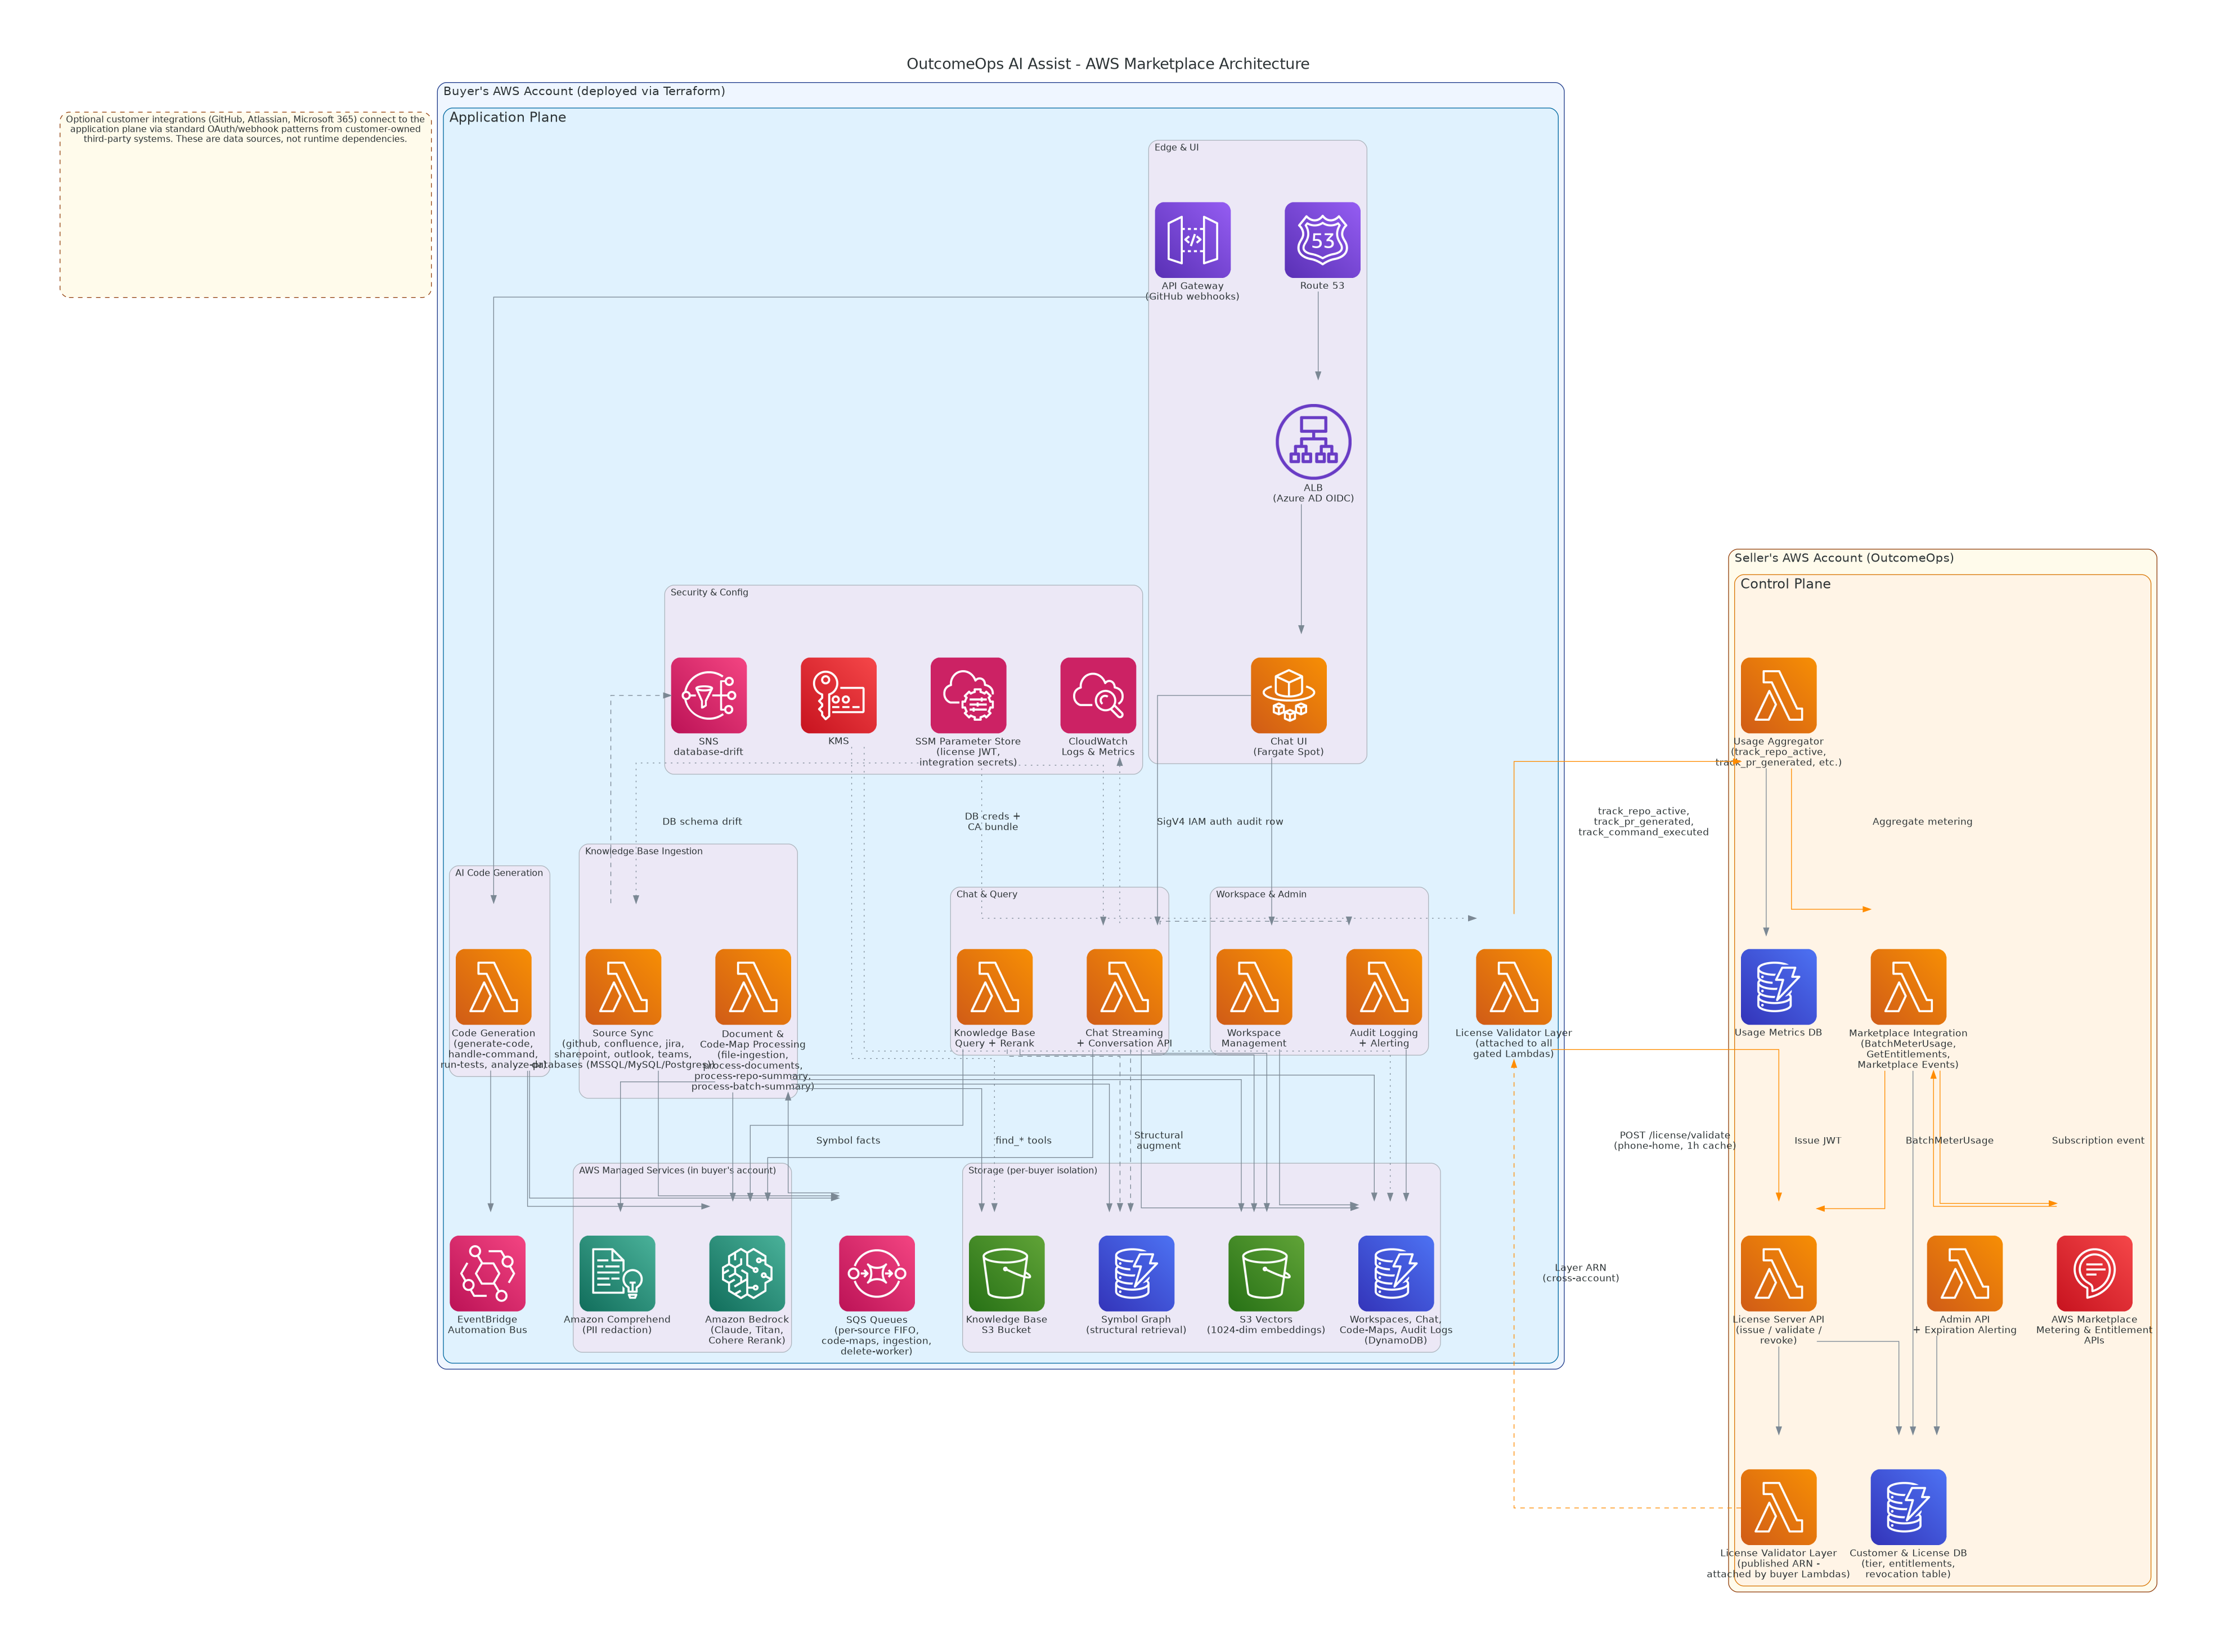 OutcomeOps AI Assist - AWS Marketplace Architecture
Buyer's AWS Account (deployed via Terraform)
Application Plane
Optional customer integrations (GitHub, Atlassian, Microsoft 365) connect to the
application plane via standard OAuth/webhook patterns from customer-owned
third-party systems. These are data sources, not runtime dependencies.
Edge & UI
53
API Gateway
(GitHub webhooks)
Route 53
ALB
(Azure AD OIDC)
Chat UI
(Fargate Spot)
Security & Config
SNS
database-drift
KMS
SSM Parameter Store
(license JWT,
integration secrets)
CloudWatch
Logs & Metrics
DB schema drift
DB creds +
CA bundle
SigV4 IAM auth
audit row
AI Code Generation
Code Generation
(generate-code,
handle-command,
run-tests, analyze-pr)
Knowledge Base Ingestion
Source Sync
(github, confluence, jira,
sharepoint, outlook, teams,
databases (MSSQL/MySQL/Postgres))
Document &
Code-Map Processing
(file-ingestion,
process-documents,
process-repo-summary,
process-batch-summary)
Chat & Query
Knowledge Base
Query + Rerank
Chat Streaming
+ Conversation API
Workspace & Admin
Workspace
Management
Audit Logging
+ Alerting
License Validator Layer
(attached to all
gated Lambdas)
Symbol facts
find_* tools
Structural
augment
EventBridge
Automation Bus
AWS Managed Services (in buyer's account)
Amazon Comprehend
(PII redaction)
Amazon Bedrock
(Claude, Titan,
Cohere Rerank)
SQS Queues
(per-source FIFO,
code-maps, ingestion,
delete-worker)
Storage (per-buyer isolation)
Knowledge Base
S3 Bucket
Symbol Graph
(structural retrieval)
S3 Vectors
(1024-dim embeddings)
Workspaces, Chat,
Code-Maps, Audit Logs
(DynamoDB)
track_repo_active,
track_pr_generated,
track_command_executed
POST /license/validate
(phone-home, 1h cache)
Layer ARN
(cross-account)
Seller's AWS Account (OutcomeOps)
Control Plane
Usage Aggregator
(track_repo_active,
track_pr_generated, etc.)
Aggregate metering
Usage Metrics DB
Marketplace Integration
(BatchMeterUsage,
GetEntitlements,
Marketplace Events)
Issue JWT
BatchMeterUsage
Subscription event
License Server API
(issue / validate /
revoke)
Admin API
+ Expiration Alerting
AWS Marketplace
Metering & Entitlement
APIs
License Validator Layer
(published ARN -
attached by buyer Lambdas)
Customer & License DB
(tier, entitlements,
revocation table)